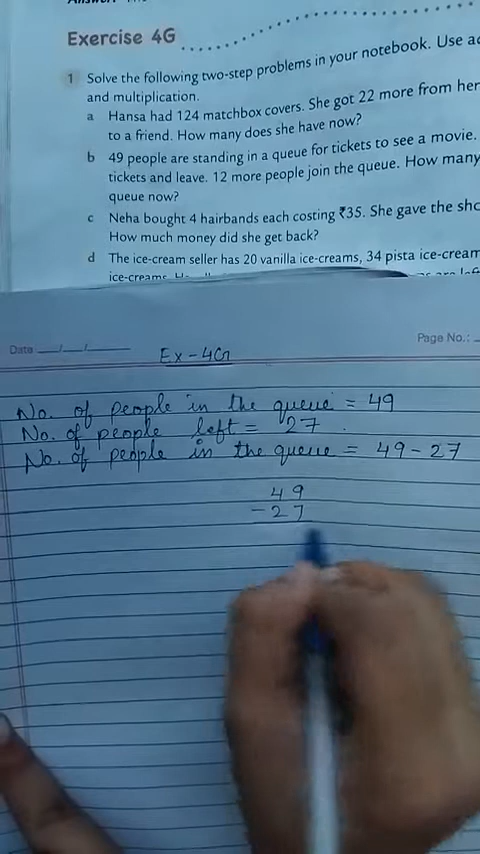 Exercise 4G
1 Solve the following two-step problems in your notebook. Use
and multiplication.
a Hansa had 124 matchbox covers. She got 22 more from her
to a friend. How many does she have now?
b 49 people are standing in a queue for tickets to see a movie.
tickets and leave. 12 more people join the queue. How many
queue now?
c Neha bought 4 hairbands each costing ₹35. She gave the
How much money did she get back?
d The ice-cream seller has 20 vanilla ice-creams, 34 pista ice-cream
ice-creams.
Date __/__/____
Page No.:
Ex-4G
No. of people in the queue = 49
No. of people left = 27.
No. of people in the queue = 49 - 27
49
-27